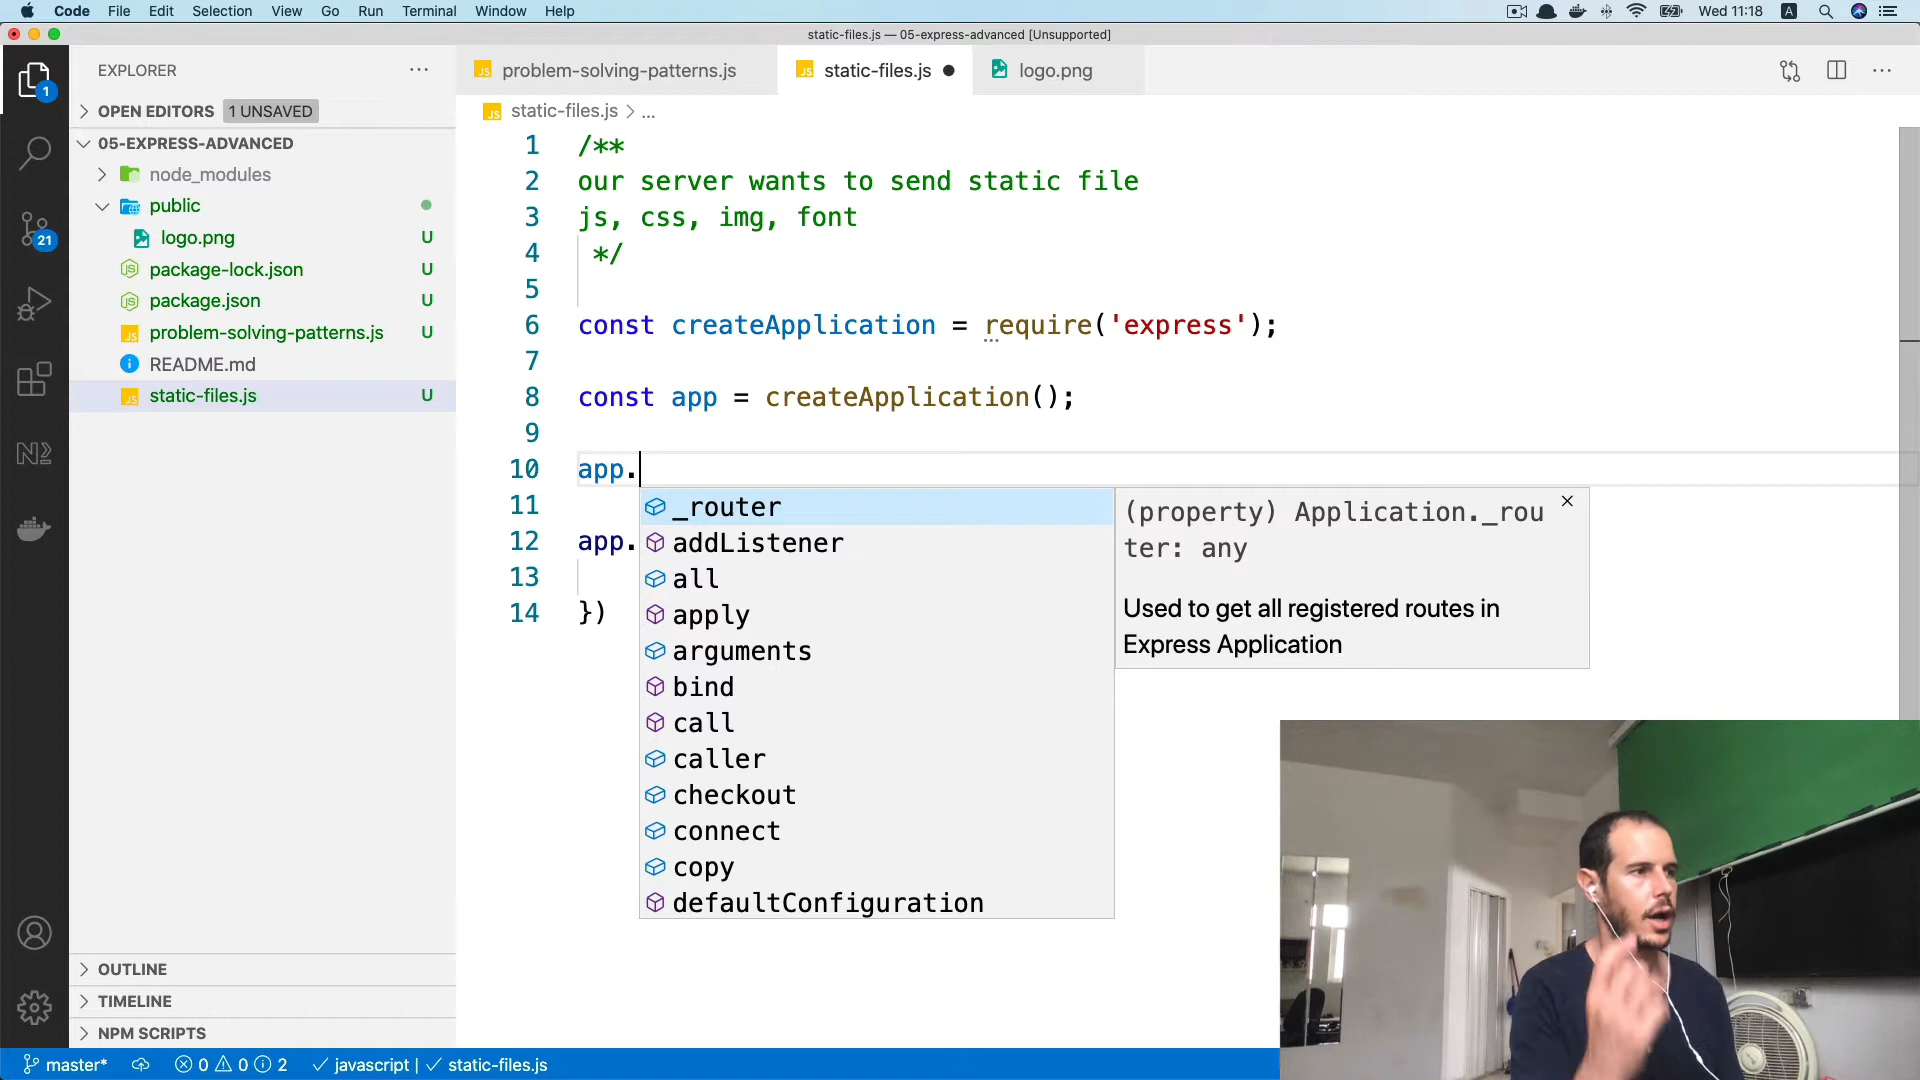 Code File Edit Selection View Go Run Terminal Window Help
Wed 11:18 A
static-files.js — 05-express-advanced [Unsupported]
EXPLORER
problem-solving-patterns.js
static-files.js
logo.png
OPEN EDITORS 1 UNSAVED
static-files.js > ...
05-EXPRESS-ADVANCED
node_modules
public
logo.png U
package-lock.json U
package.json U
problem-solving-patterns.js U
README.md
static-files.js U
1
21
1 /**
2 our server wants to send static file
3 js, css, img, font
4 */
5
6 const createApplication = require('express');
7
8 const app = createApplication();
9
10 app.
11
12 app.
13
14 })
_router
addListener
all
apply
arguments
bind
call
caller
checkout
connect
copy
defaultConfiguration
(property) Application._rou
ter: any
Used to get all registered routes in
Express Application
OUTLINE
TIMELINE
NPM SCRIPTS
master* 0 0 2 javascript | static-files.js